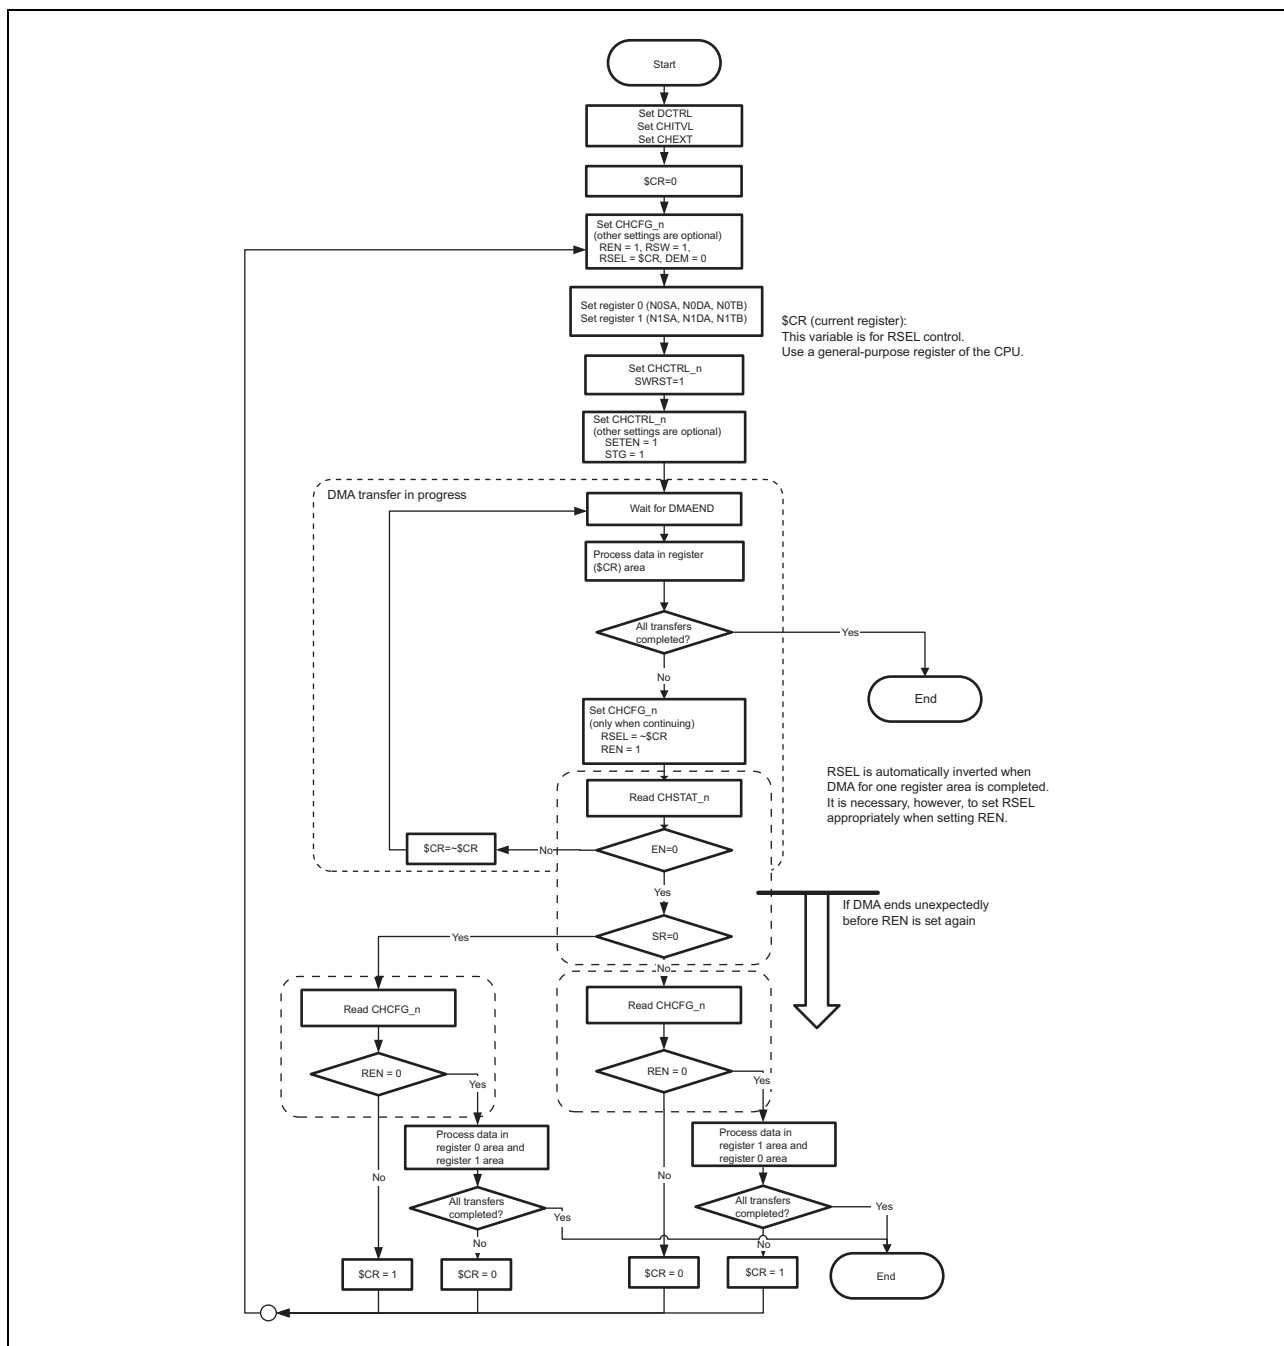 Start
Set DCTRL
Set CHITVL
Set CHEXT
$CR=0
Set CHCFG_n
(other settings are optional)
REN = 1, RSW = 1,
RSEL = $CR, DEM = 0
Set register 0 (N0SA, N0DA, N0TB)
Set register 1 (N1SA, N1DA, N1TB)
$CR (current register):
This variable is for RSEL control.
Use a general-purpose register of the CPU.
Set CHCTRL_n
SWRST=1
Set CHCTRL_n
(other settings are optional)
SETEN = 1
STG = 1
DMA transfer in progress
Wait for DMAEND
Process data in register
($CR) area
All transfers
completed?
Yes
No
End
Set CHCFG_n
(only when continuing)
RSEL = ~$CR
REN = 1
RSEL is automatically inverted when
DMA for one register area is completed.
It is necessary, however, to set RSEL
appropriately when setting REN.
Read CHSTAT_n
$CR=~$CR
No
EN=0
Yes
If DMA ends unexpectedly
before REN is set again
SR=0
Yes
No
Read CHCFG_n
Read CHCFG_n
REN = 0
Yes
REN = 0
Yes
Process data in
register 0 area and
register 1 area
Process data in
register 1 area and
register 0 area
No
No
All transfers
completed?
Yes
All transfers
completed?
Yes
No
No
$CR = 1
$CR = 0
$CR = 0
$CR = 1
End